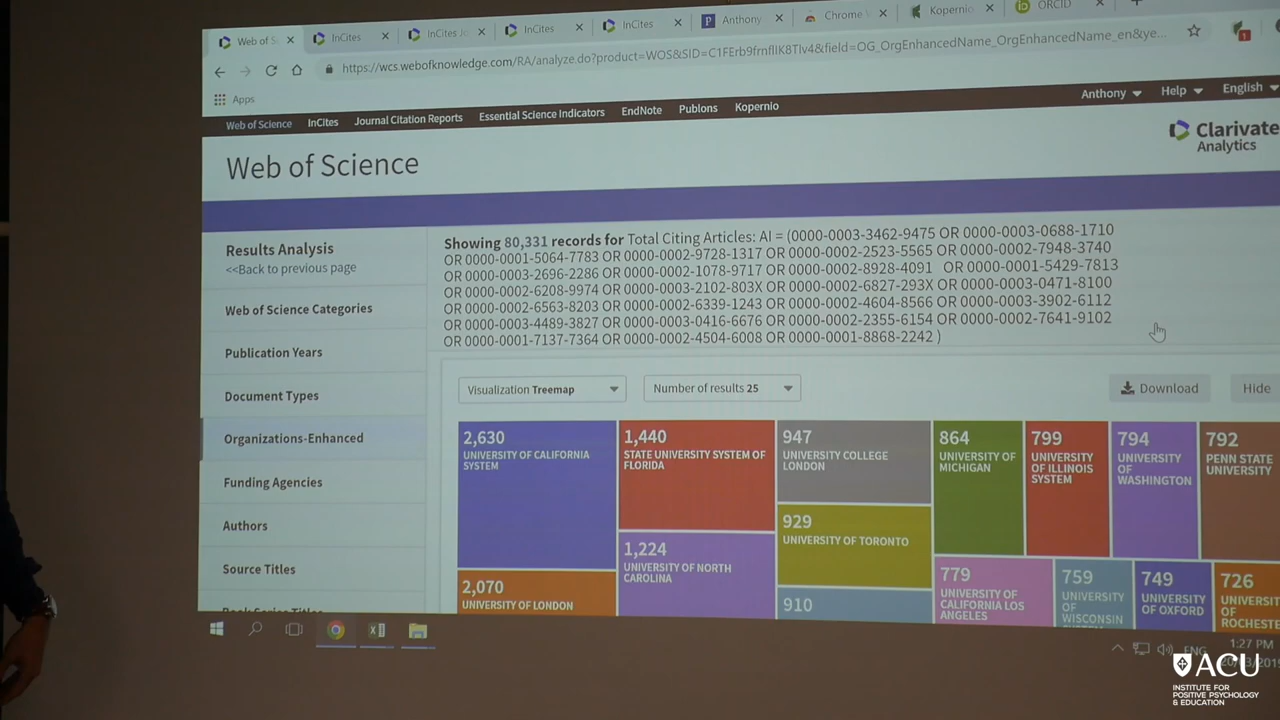 Web of S
InCites
InCites Jo
InCites
InCites
Anthony
Chrome
Kopernio
ORCID
https://wcs.webofknowledge.com/RA/analyze.do?product=WOS&SID=C1FErb9frnflIK8Tlv4&field=OG_OrgEnhancedName_OrgEnhancedName_en&ye...
Apps
Web of Science InCites Journal Citation Reports Essential Science Indicators EndNote Publons Kopernio
Anthony Help English
Web of Science
Clarivate
Analytics
Results Analysis
<<Back to previous page
Web of Science Categories
Publication Years
Document Types
Organizations-Enhanced
Funding Agencies
Authors
Source Titles
Showing 80,331 records for Total Citing Articles: AI = (0000-0003-3462-9475 OR 0000-0003-0688-1710
OR 0000-0001-5064-7783 OR 0000-0002-9728-1317 OR 0000-0002-2523-5565 OR 0000-0002-7948-3740
OR 0000-0003-2696-2286 OR 0000-0002-1078-9717 OR 0000-0002-8928-4091 OR 0000-0001-5429-7813
OR 0000-0002-6208-9974 OR 0000-0003-2102-803X OR 0000-0002-6827-293X OR 0000-0003-0471-8100
OR 0000-0002-6563-8203 OR 0000-0002-6339-1243 OR 0000-0002-4604-8566 OR 0000-0003-3902-6112
OR 0000-0003-4489-3827 OR 0000-0003-0416-6676 OR 0000-0002-2355-6154 OR 0000-0002-7641-9102
OR 0000-0001-7137-7364 OR 0000-0002-4504-6008 OR 0000-0001-8868-2242 )
Visualization Treemap
Number of results 25
Download
Hide
2,630
UNIVERSITY OF CALIFORNIA
SYSTEM
2,070
UNIVERSITY OF LONDON
1,440
STATE UNIVERSITY SYSTEM OF
FLORIDA
1,224
UNIVERSITY OF NORTH
CAROLINA
947
UNIVERSITY COLLEGE
LONDON
929
UNIVERSITY OF TORONTO
910
864
UNIVERSITY OF
MICHIGAN
799
UNIVERSITY
OF ILLINOIS
SYSTEM
794
UNIVERSITY
OF
WASHINGTON
792
PENN STATE
UNIVERSITY
779
UNIVERSITY OF
CALIFORNIA LOS
ANGELES
759
UNIVERSITY
OF
WISCONSIN
749
UNIVERSITY
OF OXFORD
726
UNIVERSIT
OF
ROCHESTE
ENG
1:27 PM
ACU
INSTITUTE FOR
POSITIVE PSYCHOLOGY
& EDUCATION